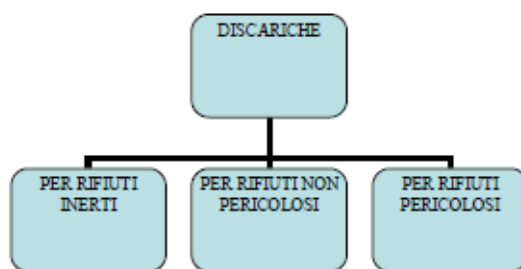 DISCARICHE
PER RIFIUTI
INERTI
PER RIFIUTI NON
PERICOLOSI
PER RIFIUTI
PERICOLOSI